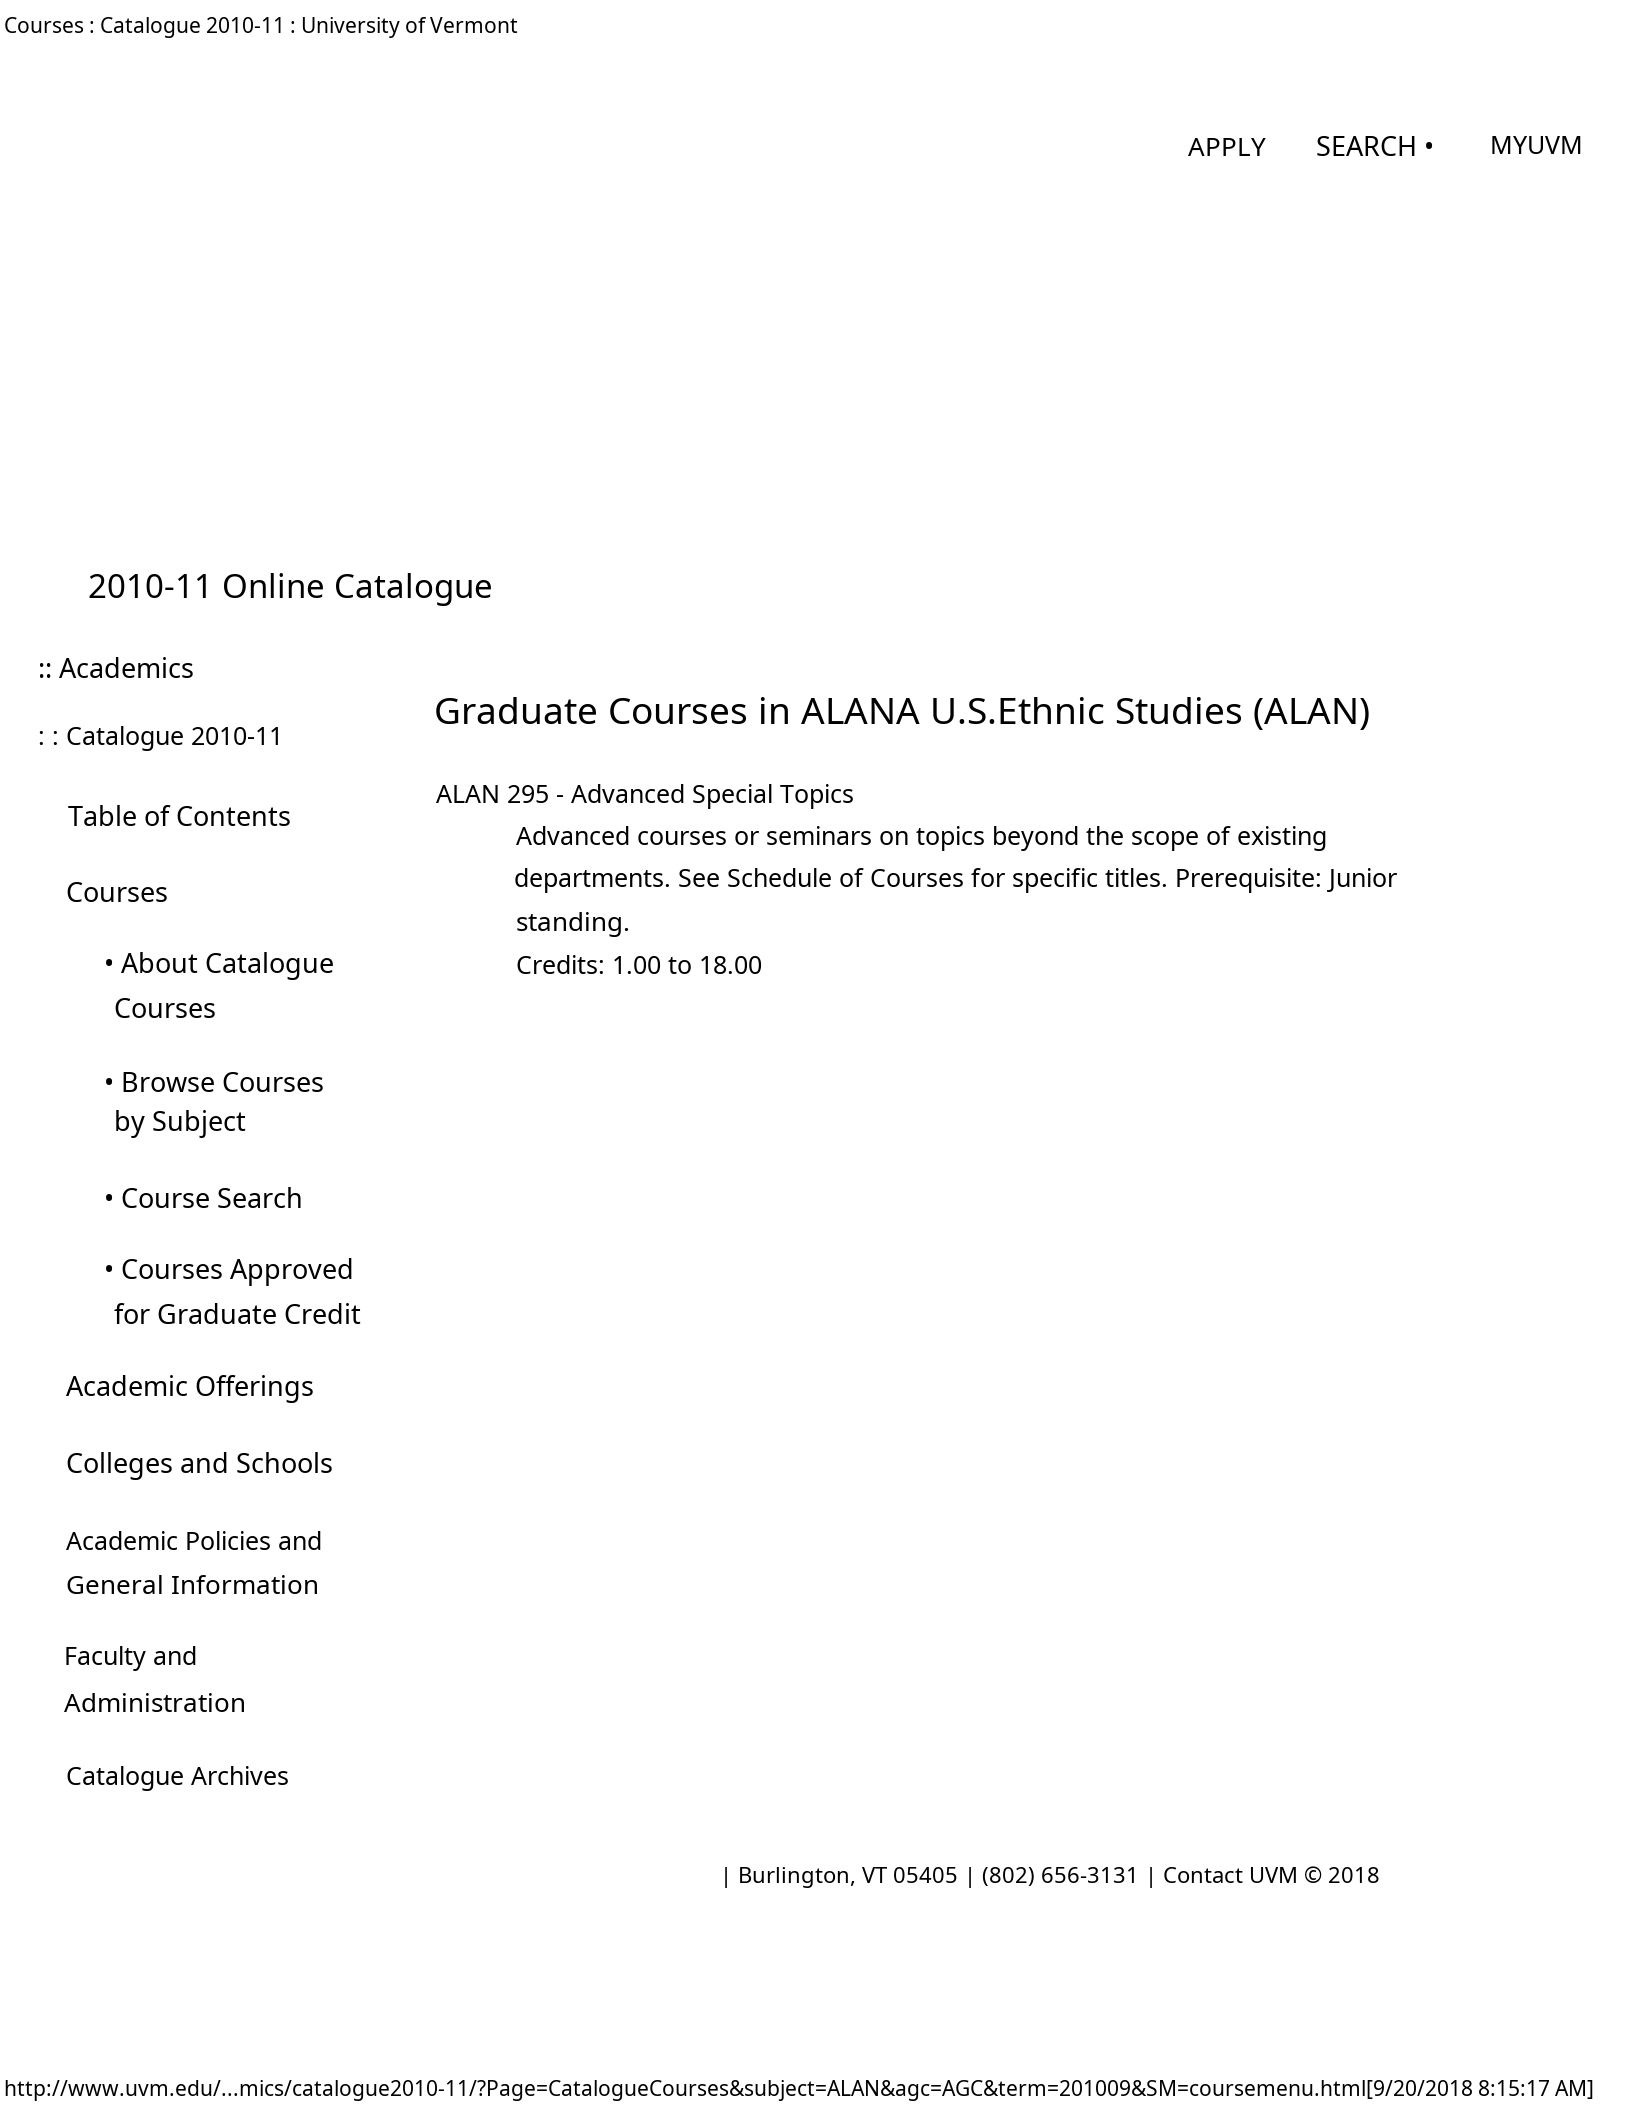 Courses : Catalogue 2010-11 : University of Vermont
APPLY SEARCH • MYUVM
2010-11 Online Catalogue
:: Academics
: : Catalogue 2010-11
Table of Contents
Courses
• About Catalogue
Courses
• Browse Courses
by Subject
• Course Search
• Courses Approved
for Graduate Credit
Academic Offerings
Colleges and Schools
Academic Policies and
General Information
Faculty and
Administration
Catalogue Archives
Graduate Courses in ALANA U.S.Ethnic Studies (ALAN)
ALAN 295 - Advanced Special Topics
Advanced courses or seminars on topics beyond the scope of existing
departments. See Schedule of Courses for specific titles. Prerequisite: Junior
standing.
Credits: 1.00 to 18.00
| Burlington, VT 05405 | (802) 656-3131 | Contact UVM © 2018
http://www.uvm.edu/...mics/catalogue2010-11/?Page=CatalogueCourses&subject=ALAN&agc=AGC&term=201009&SM=coursemenu.html[9/20/2018 8:15:17 AM]